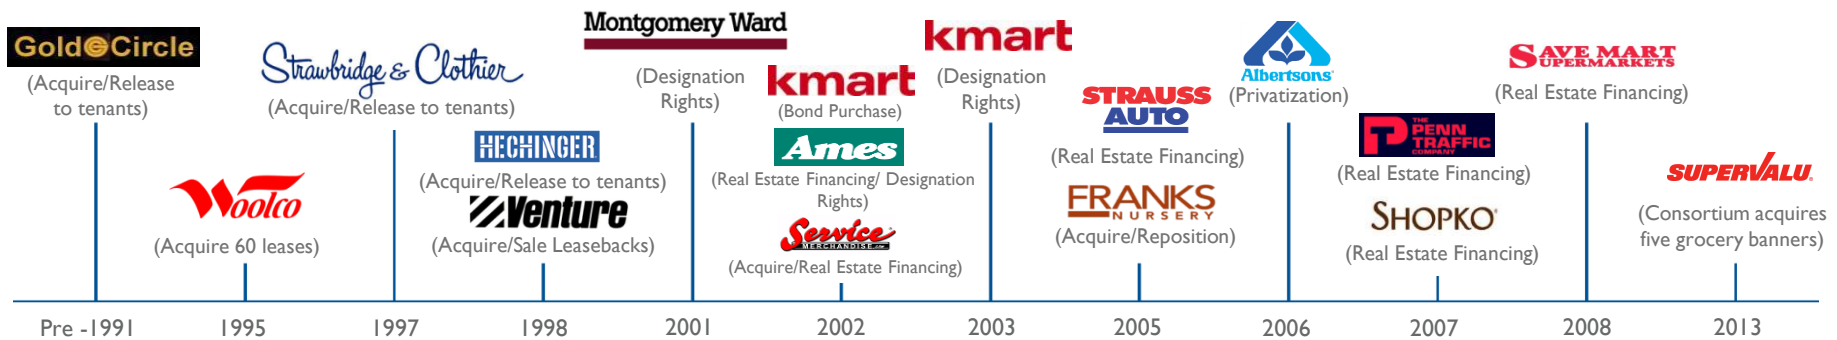 Gold Circle
(Acquire/Release
to tenants)
Woolco
(Acquire 60 leases)
Strawbridge & Clothier
(Acquire/Release to tenants)
HECHINGER
(Acquire/Release to tenants)
Venture
(Acquire/Sale Leasebacks)
Montgomery Ward
(Designation
Rights)
kmart
(Bond Purchase)
Ames
(Real Estate Financing/ Designation
Rights)
Service
MERCHANDISE.com
(Acquire/Real Estate Financing)
kmart
(Designation
Rights)
STRAUSS
AUTO
(Real Estate Financing)
FRANKS
NURSERY
(Acquire/Reposition)
Albertsons
(Privatization)
THE
PENN
TRAFFIC
COMPANY
(Real Estate Financing)
SHOPKO
(Real Estate Financing)
SAVE MART
SUPERMARKETS
(Real Estate Financing)
SUPERVALU
(Consortium acquires
five grocery banners)
Pre -1991 1995 1997 1998 2001 2002 2003 2005 2006 2007 2008 2013